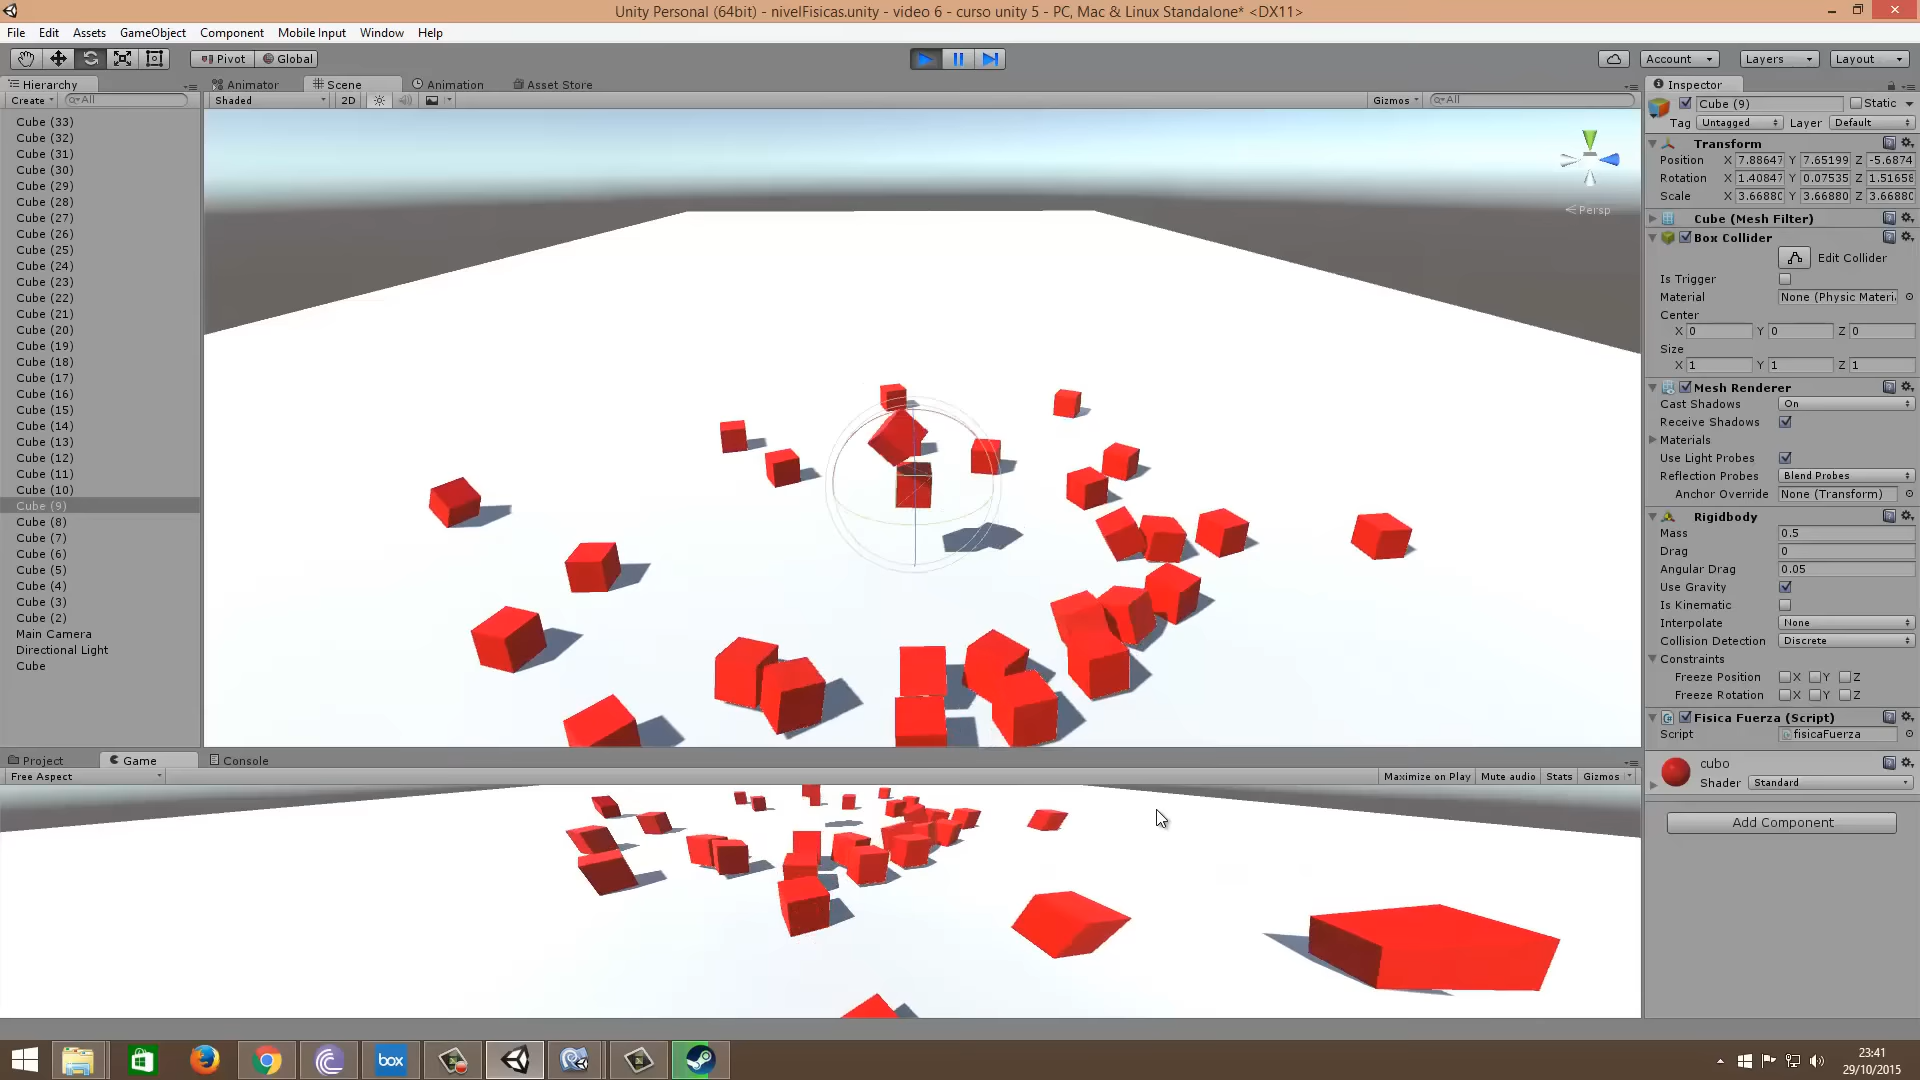 Unity Personal (64bit) - nivelFisicas.unity - video 6 - curso unity 5 - PC, Mac & Linux Standalone* <DX11>
File Edit Assets GameObject Component Mobile Input Window Help
Pivot Global Account Layers Layout
Hierarchy
Create All
Cube (33)
Cube (32)
Cube (31)
Cube (30)
Cube (29)
Cube (28)
Cube (27)
Cube (26)
Cube (25)
Cube (24)
Cube (23)
Cube (22)
Cube (21)
Cube (20)
Cube (19)
Cube (18)
Cube (17)
Cube (16)
Cube (15)
Cube (14)
Cube (13)
Cube (12)
Cube (11)
Cube (10)
Cube (9)
Cube (8)
Cube (7)
Cube (6)
Cube (5)
Cube (4)
Cube (3)
Cube (2)
Main Camera
Directional Light
Cube
Animator Scene Animation Asset Store
Shaded 2D Gizmos All
Persp
Inspector
Cube (9) Static
Tag Untagged Layer Default
Transform
Position X 7.88647 Y 7.65199 Z -5.6874
Rotation X 1.40847 Y 0.07535 Z 1.51658
Scale X 3.66880 Y 3.66880 Z 3.66880
Cube (Mesh Filter)
Box Collider
Edit Collider
Is Trigger
Material None (Physic Materi
Center
X 0 Y 0 Z 0
Size
X 1 Y 1 Z 1
Mesh Renderer
Cast Shadows On
Receive Shadows
Materials
Use Light Probes
Reflection Probes Blend Probes
Anchor Override None (Transform)
Rigidbody
Mass 0.5
Drag 0
Angular Drag 0.05
Use Gravity
Is Kinematic
Interpolate None
Collision Detection Discrete
Constraints
Freeze Position X Y Z
Freeze Rotation X Y Z
Fisica Fuerza (Script)
Script fisicaFuerza
cubo
Shader Standard
Add Component
Project Game Console
Free Aspect Maximize on Play Mute audio Stats Gizmos
box
23:41
29/10/2015